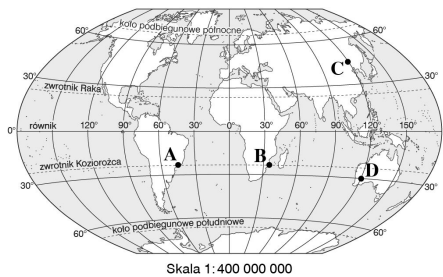 koło podbiegunowe północne
60° 60°
C
30° 30°
zwrotnik Raka
równik
0° 120° 90° 60° 30° 0° 30° 60° 90° 120° 150°
A B D
zwrotnik Koziorożca
30° 30°
koło podbiegunowe południowe
60° 60°
Skala 1:400 000 000